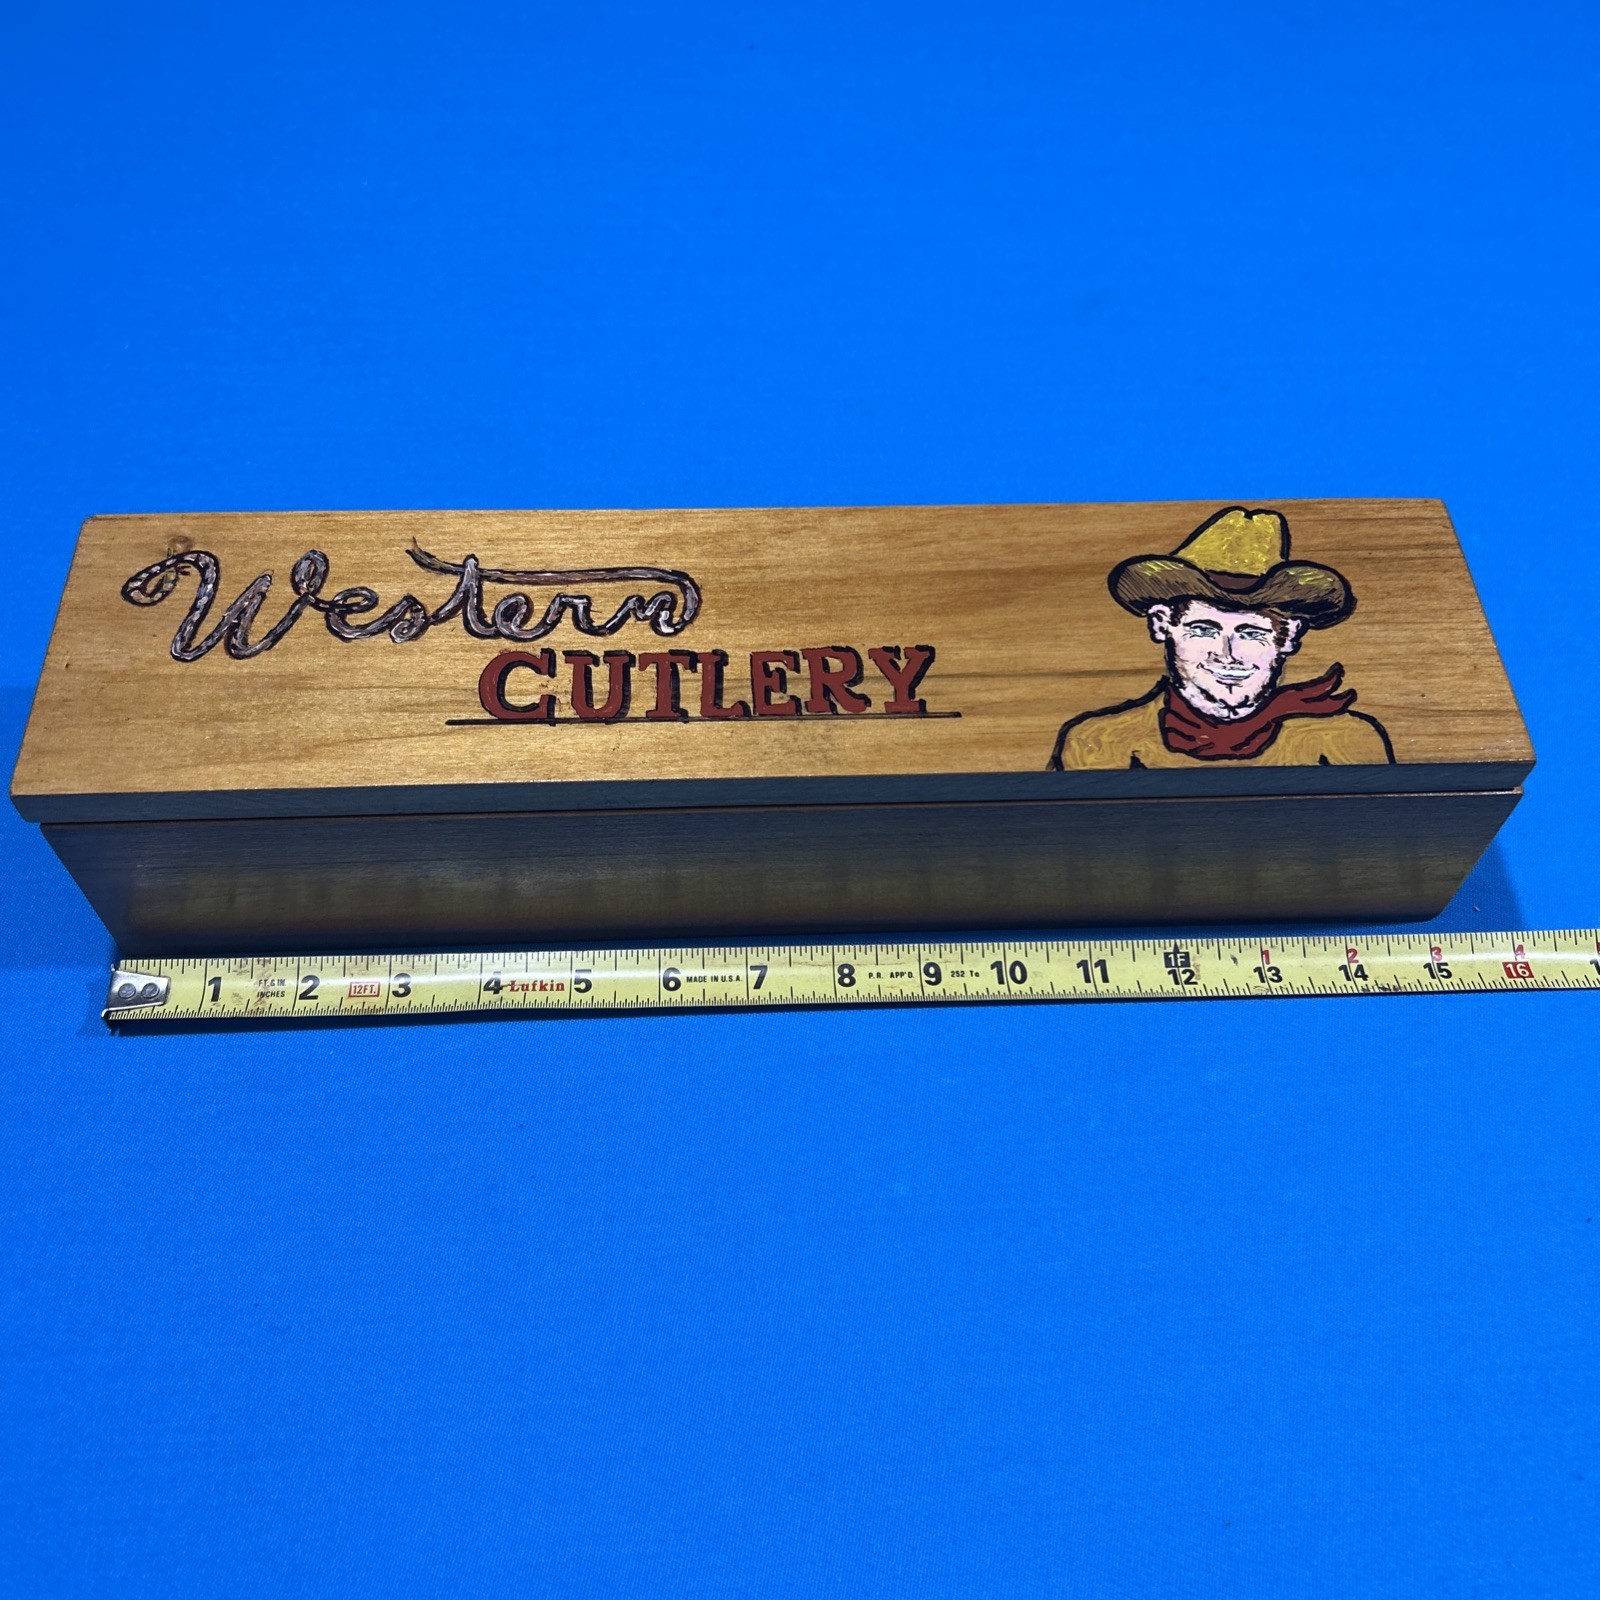 Western
CUTLERY
1 FT. & IN. INCHES 2 12FT. 3 4 Lufkin 5 6 MADE IN U.S.A. 7 8 P.R. APP'D. 9 252 Te 10 11 1F 12 1 13 2 14 3 15 4 16